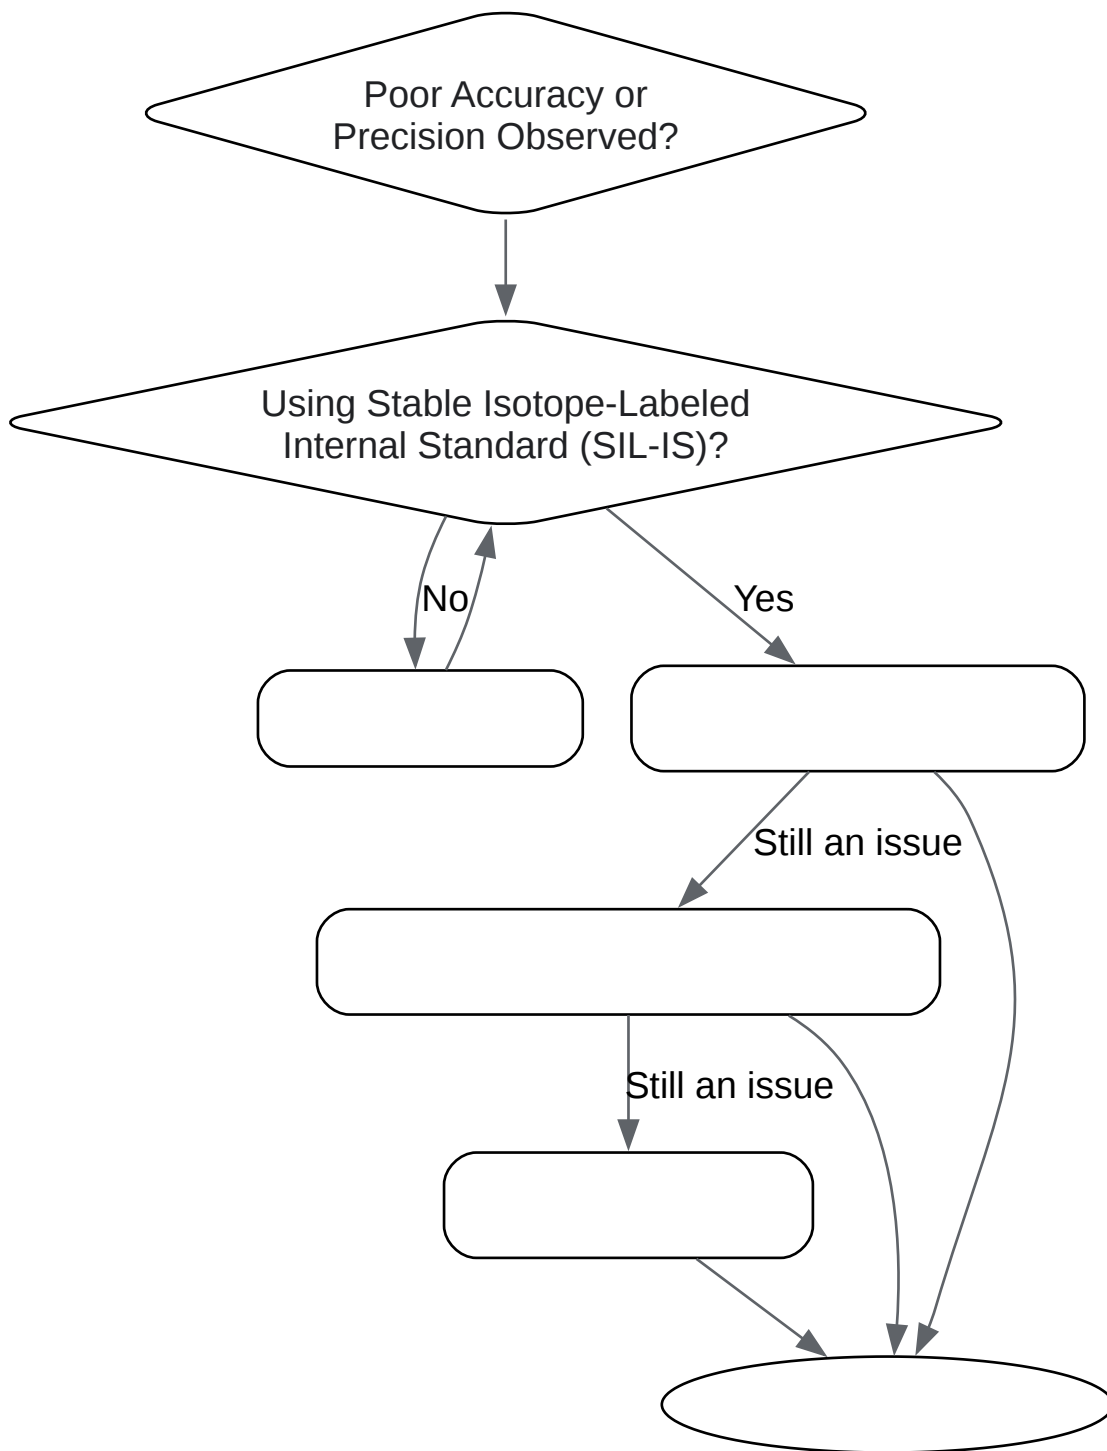 Poor Accuracy or
Precision Observed?
Using Stable Isotope-Labeled
Internal Standard (SIL-IS)?
No
Yes
Still an issue
Still an issue